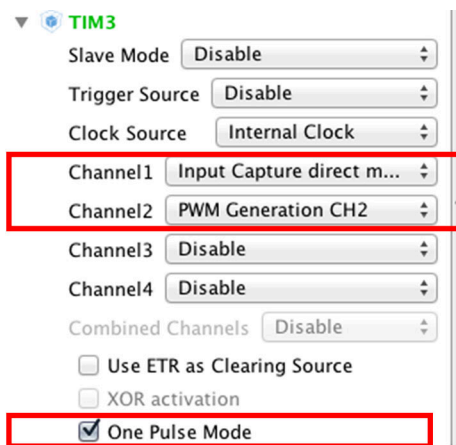 TIM3
Slave Mode Disable
Trigger Source Disable
Clock Source Internal Clock
Channel1 Input Capture direct m...
Channel2 PWM Generation CH2
Channel3 Disable
Channel4 Disable
Combined Channels Disable
Use ETR as Clearing Source
XOR activation
One Pulse Mode